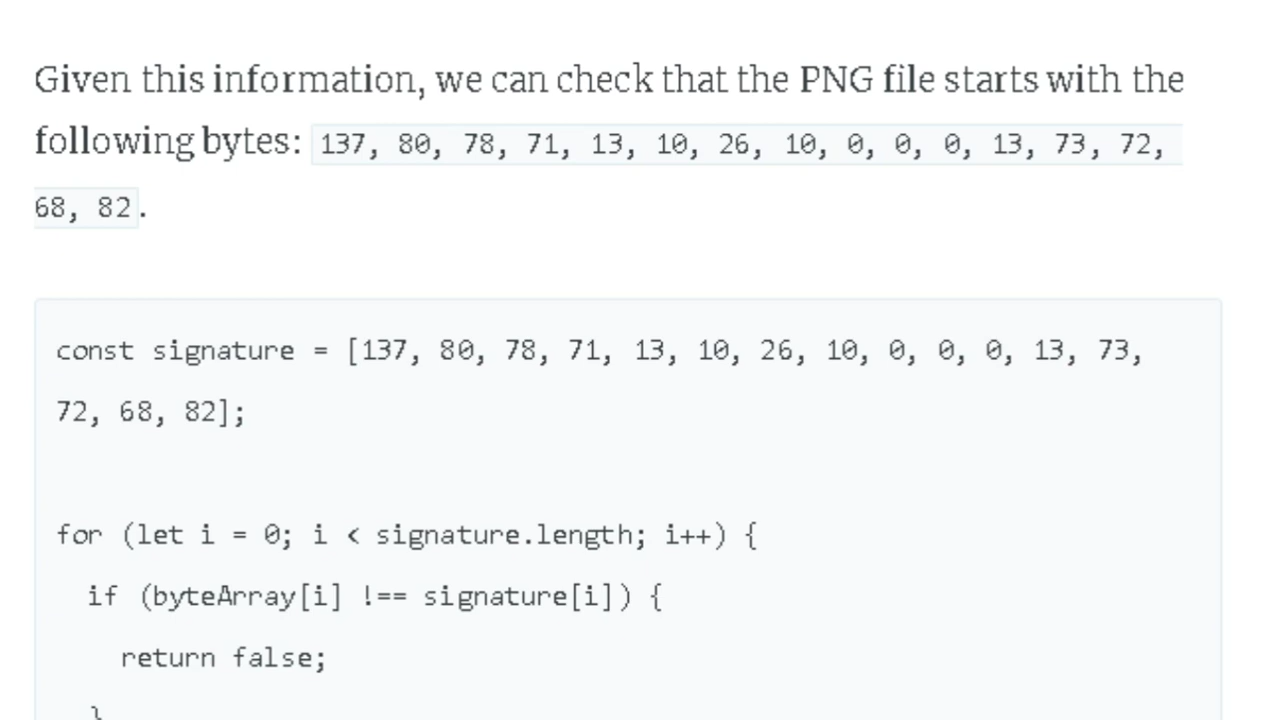 Given this information, we can check that the PNG file starts with the
following bytes: 137, 80, 78, 71, 13, 10, 26, 10, 0, 0, 0, 13, 73, 72,
68, 82.
const signature = [137, 80, 78, 71, 13, 10, 26, 10, 0, 0, 0, 13, 73,
72, 68, 82];
for (let i = 0; i < signature.length; i++) {
if (byteArray[i] !== signature[i]) {
return false;
}